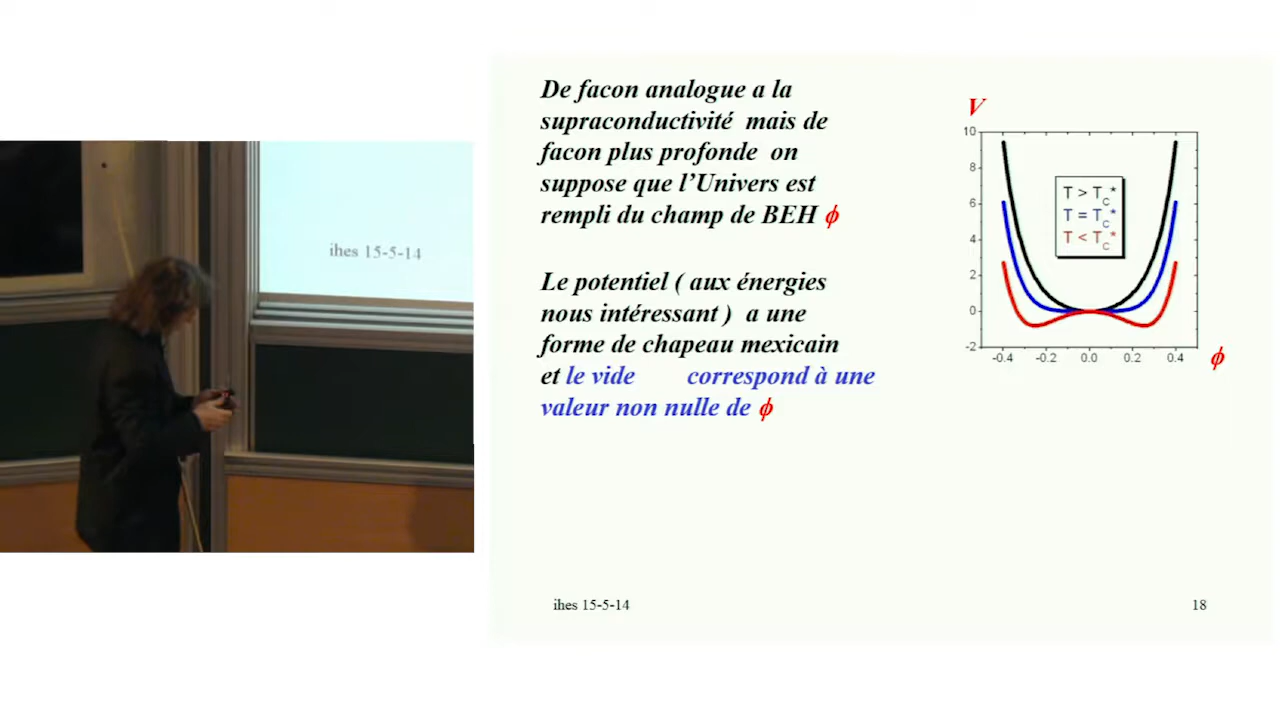 De facon analogue a la
supraconductivité mais de
facon plus profonde on
suppose que l’Univers est
rempli du champ de BEH ϕ
Le potentiel ( aux énergies
nous intéressant ) a une
forme de chapeau mexicain
et le vide correspond à une
valeur non nulle de ϕ
V
10
8
6
4
2
0
-2
-0.4 -0.2 0.0 0.2 0.4
ϕ
T > TC*
T = TC*
T < TC*
ihes 15-5-14
ihes 15-5-14
18